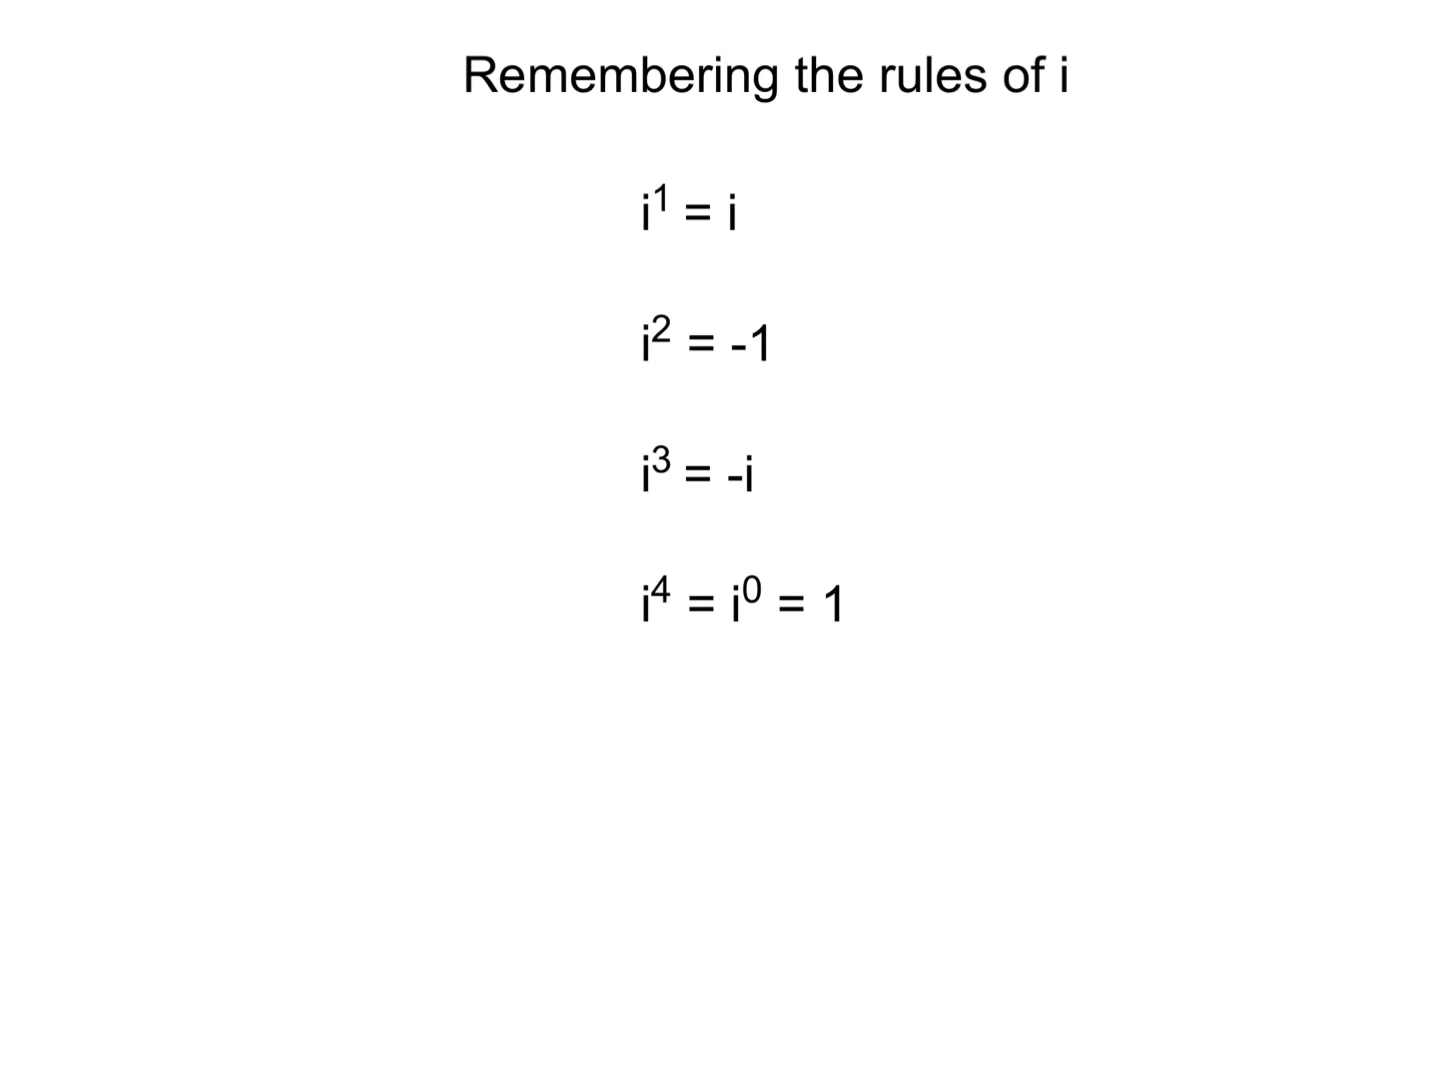 Remembering the rules of i
i¹ = i
i² = -1
i³ = -i
i⁴ = i⁰ = 1